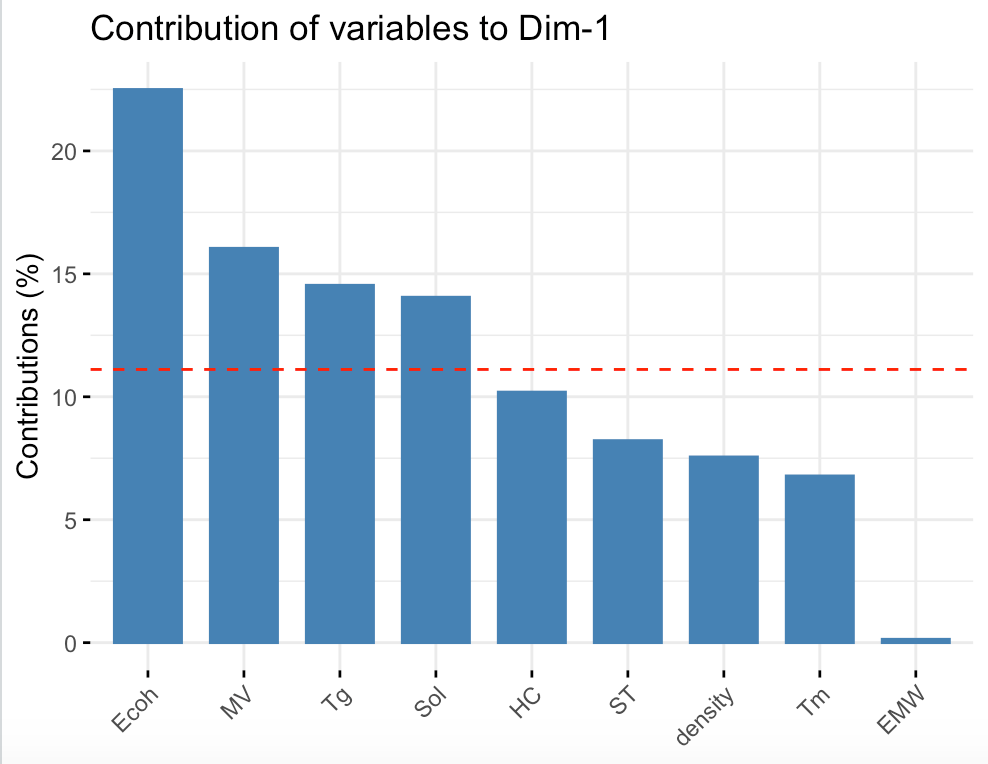 Contribution of variables to Dim-1
Contributions (%)
20
15
10
5
0
Ecoh
MV
Tg
Sol
HC
ST
density
Tm
EMW